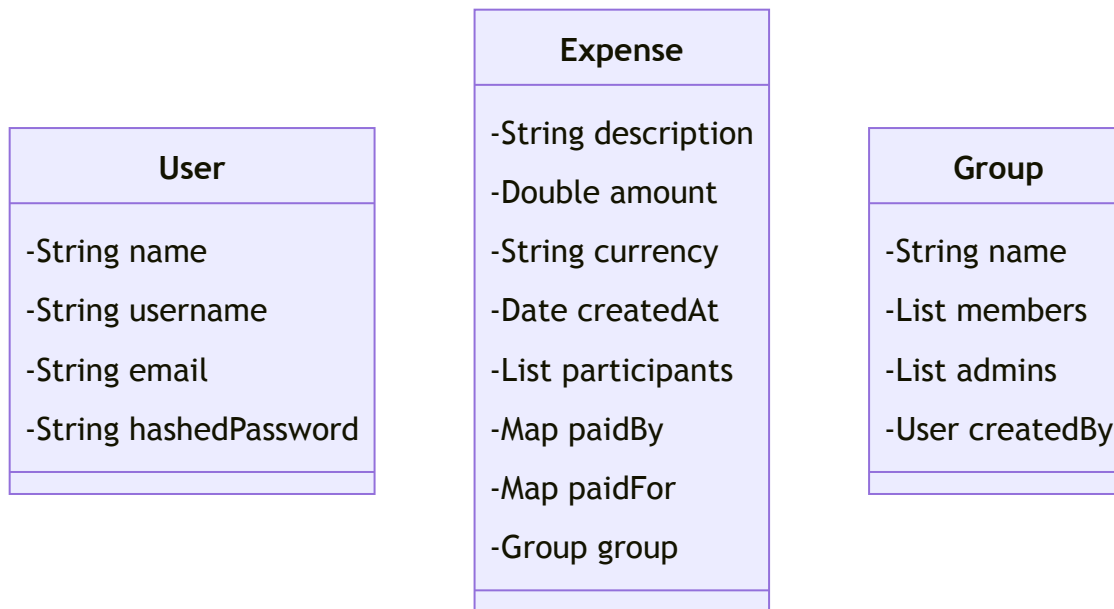 User
-String name
-String username
-String email
-String hashedPassword
Expense
-String description
-Double amount
-String currency
-Date createdAt
-List participants
-Map paidBy
-Map paidFor
-Group group
Group
-String name
-List members
-List admins
-User createdBy